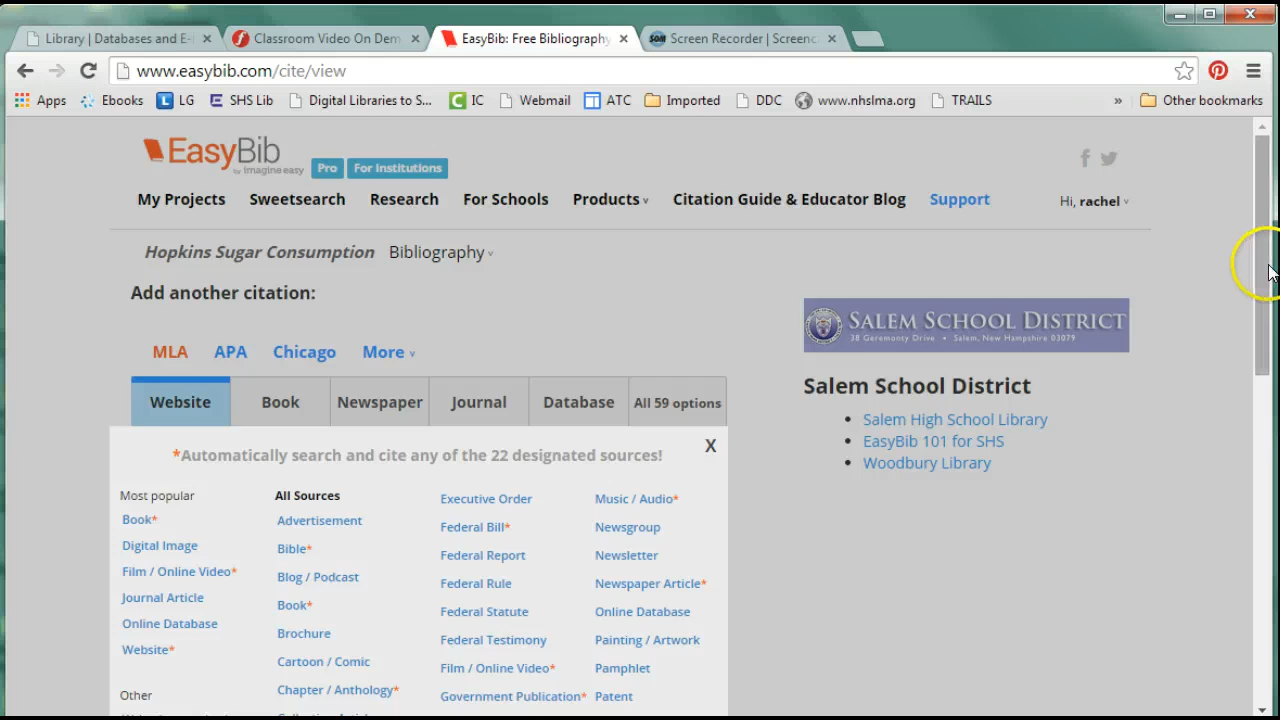 Library | Databases and E-
Classroom Video On Dem
EasyBib: Free Bibliography
Screen Recorder | Screenc
www.easybib.com/cite/view
Apps Ebooks LG SHS Lib Digital Libraries to S... IC Webmail ATC Imported DDC www.nhslma.org TRAILS » Other bookmarks
EasyBib
by imagine easy
Pro For Institutions
My Projects Sweetsearch Research For Schools Products Citation Guide & Educator Blog Support Hi, rachel
Hopkins Sugar Consumption Bibliography
Add another citation:
MLA APA Chicago More
Website Book Newspaper Journal Database All 59 options
*Automatically search and cite any of the 22 designated sources! X
Most popular
Book*
Digital Image
Film / Online Video*
Journal Article
Online Database
Website*
Other
All Sources
Advertisement
Bible*
Blog / Podcast
Book*
Brochure
Cartoon / Comic
Chapter / Anthology*
Executive Order
Federal Bill*
Federal Report
Federal Rule
Federal Statute
Federal Testimony
Film / Online Video*
Government Publication*
Music / Audio*
Newsgroup
Newsletter
Newspaper Article*
Online Database
Painting / Artwork
Pamphlet
Patent
SALEM SCHOOL DISTRICT
38 Geremonty Drive • Salem, New Hampshire 03079
Salem School District
• Salem High School Library
• EasyBib 101 for SHS
• Woodbury Library